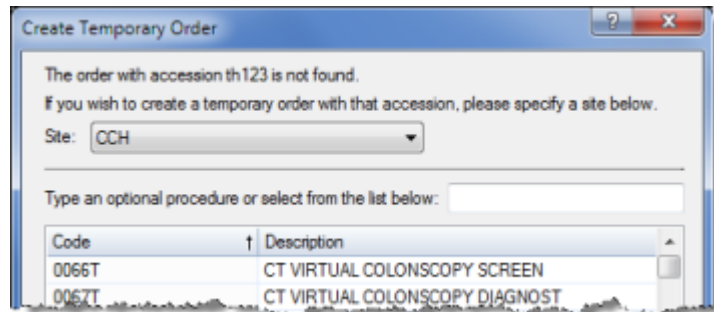 Create Temporary Order
The order with accession th123 is not found.
If you wish to create a temporary order with that accession, please specify a site below.
Site: CCH
Type an optional procedure or select from the list below:
Code Description
0066T CT VIRTUAL COLONSCOPY SCREEN
0067T CT VIRTUAL COLONSCOPY DIAGNOST